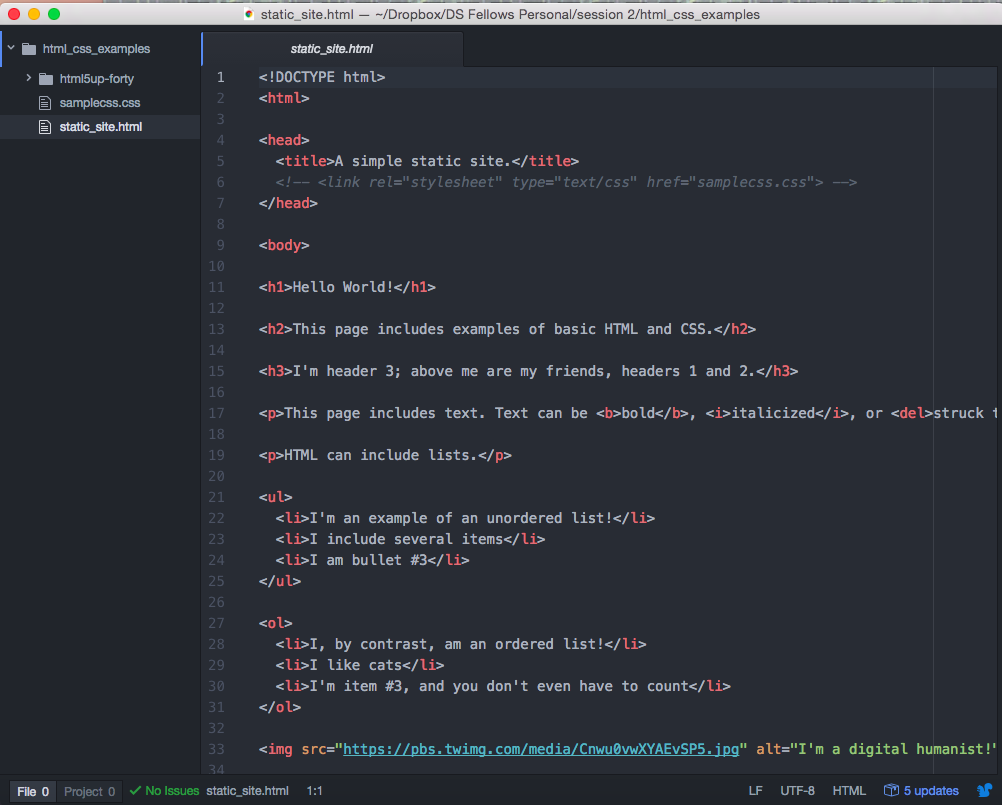 static_site.html — ~/Dropbox/DS Fellows Personal/session 2/html_css_examples
html_css_examples
html5up-forty
samplecss.css
static_site.html
static_site.html
1 <!DOCTYPE html>
2 <html>
3
4 <head>
5 <title>A simple static site.</title>
6 <!-- <link rel="stylesheet" type="text/css" href="samplecss.css"> -->
7 </head>
8
9 <body>
10
11 <h1>Hello World!</h1>
12
13 <h2>This page includes examples of basic HTML and CSS.</h2>
14
15 <h3>I'm header 3; above me are my friends, headers 1 and 2.</h3>
16
17 <p>This page includes text. Text can be <b>bold</b>, <i>italicized</i>, or <del>struck t
18
19 <p>HTML can include lists.</p>
20
21 <ul>
22 <li>I'm an example of an unordered list!</li>
23 <li>I include several items</li>
24 <li>I am bullet #3</li>
25 </ul>
26
27 <ol>
28 <li>I, by contrast, am an ordered list!</li>
29 <li>I like cats</li>
30 <li>I'm item #3, and you don't even have to count</li>
31 </ol>
32
33 <img src="https://pbs.twimg.com/media/Cnwu0vwXYAEvSP5.jpg" alt="I'm a digital humanist!"
34
File 0 Project 0 No Issues static_site.html 1:1 LF UTF-8 HTML 5 updates